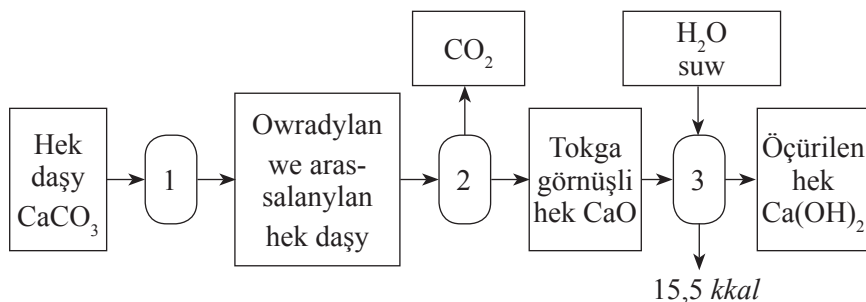 Hek
daşy
CaCO₃
1
Owradylan
we aras-
salanylan
hek daşy
CO₂
2
Tokga
görnüşli
hek CaO
H₂O
suw
3
15,5 kkal
Öçürilen
hek
Ca(OH)₂